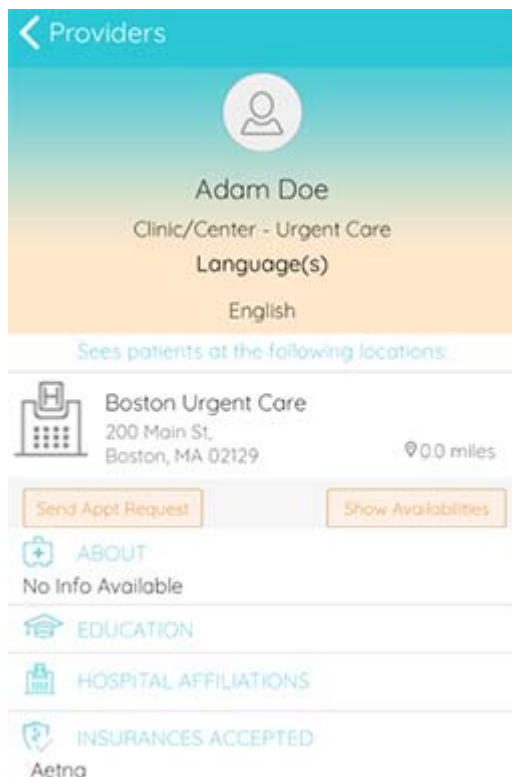 Providers
Adam Doe
Clinic/Center - Urgent Care
Language(s)
English
Sees patients at the following locations:
H
Boston Urgent Care
200 Main St,
Boston, MA 02129
0.0 miles
Send Appt Request
Show Availabilities
ABOUT
No Info Available
EDUCATION
HOSPITAL AFFILIATIONS
INSURANCES ACCEPTED
Aetna